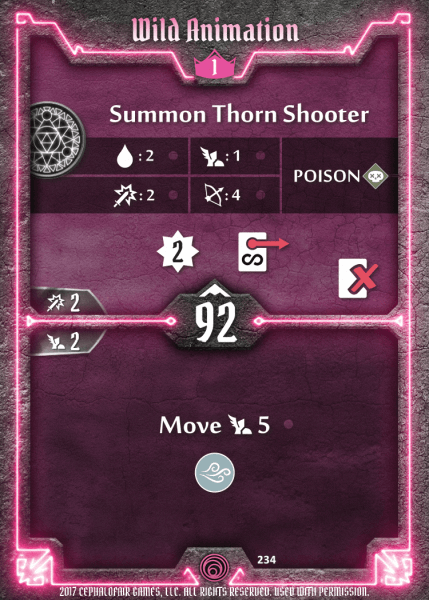 Wild Animation
1
Summon Thorn Shooter
: 2 : 1
POISON
: 2 : 4
2
2
92
2
Move 5
234
2017 CEPHALOFAIR GAMES, LLC. ALL RIGHTS RESERVED. USED WITH PERMISSION.